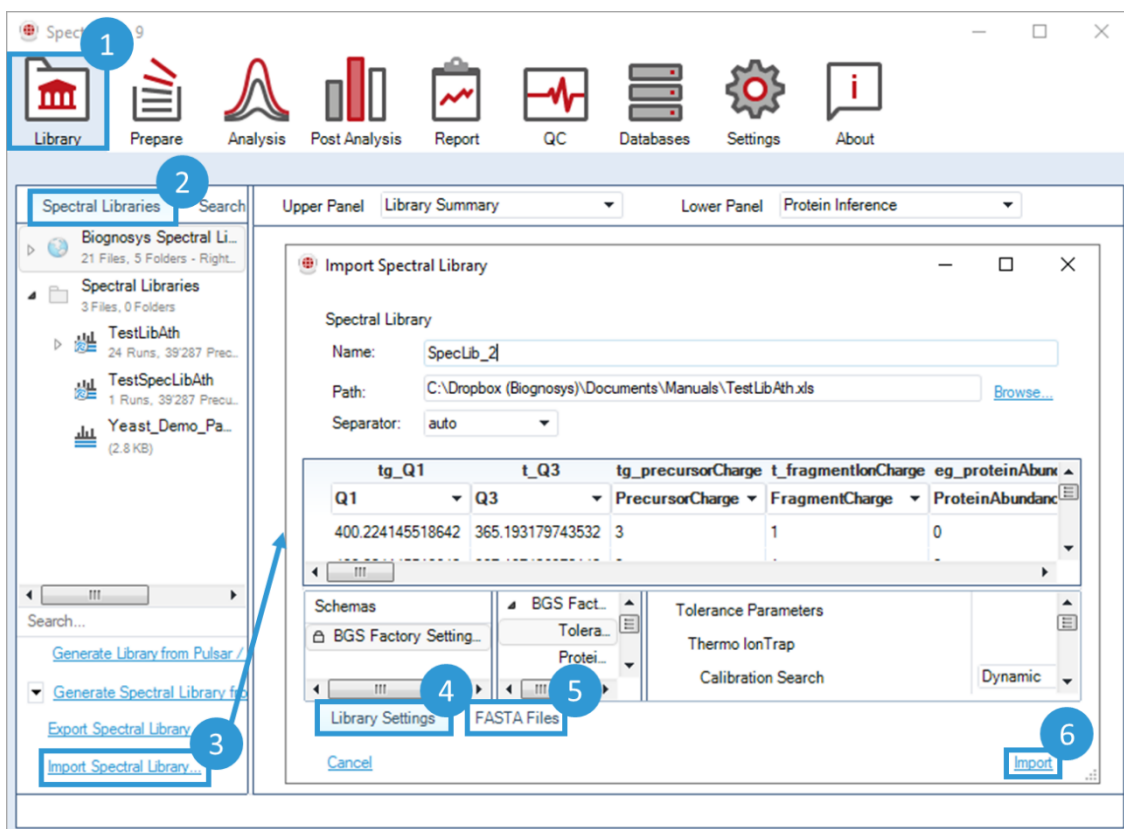 Spect 9
1
Library
Prepare
Analysis
Post Analysis
Report
QC
Databases
Settings
About
2
Spectral Libraries
Search
Upper Panel
Library Summary
Lower Panel
Protein Inference
Biognosys Spectral Li...
21 Files, 5 Folders - Right...
Spectral Libraries
3 Files, 0 Folders
TestLibAth
24 Runs, 39'287 Prec...
TestSpecLibAth
1 Runs, 39'287 Precu...
Yeast_Demo_Pa...
(2.8 KB)
Search...
Generate Library from Pulsar /
Generate Spectral Library fro
Export Spectral Library
3
Import Spectral Library...
Import Spectral Library
Spectral Library
Name:
SpecLib_2
Path:
C:\Dropbox (Biognosys)\Documents\Manuals\TestLibAth.xls
Browse...
Separator:
auto
tg_Q1 t_Q3 tg_precursorCharge t_fragmentIonCharge eg_proteinAbun
Q1 Q3 PrecursorCharge FragmentCharge ProteinAbundanc
400.224145518642 365.193179743532 3 1 0
Schemas
BGS Factory Setting...
BGS Fact...
Tolera...
Protei...
Tolerance Parameters
Thermo IonTrap
Calibration Search
Dynamic
4
5
Library Settings
FASTA Files
6
Cancel
Import